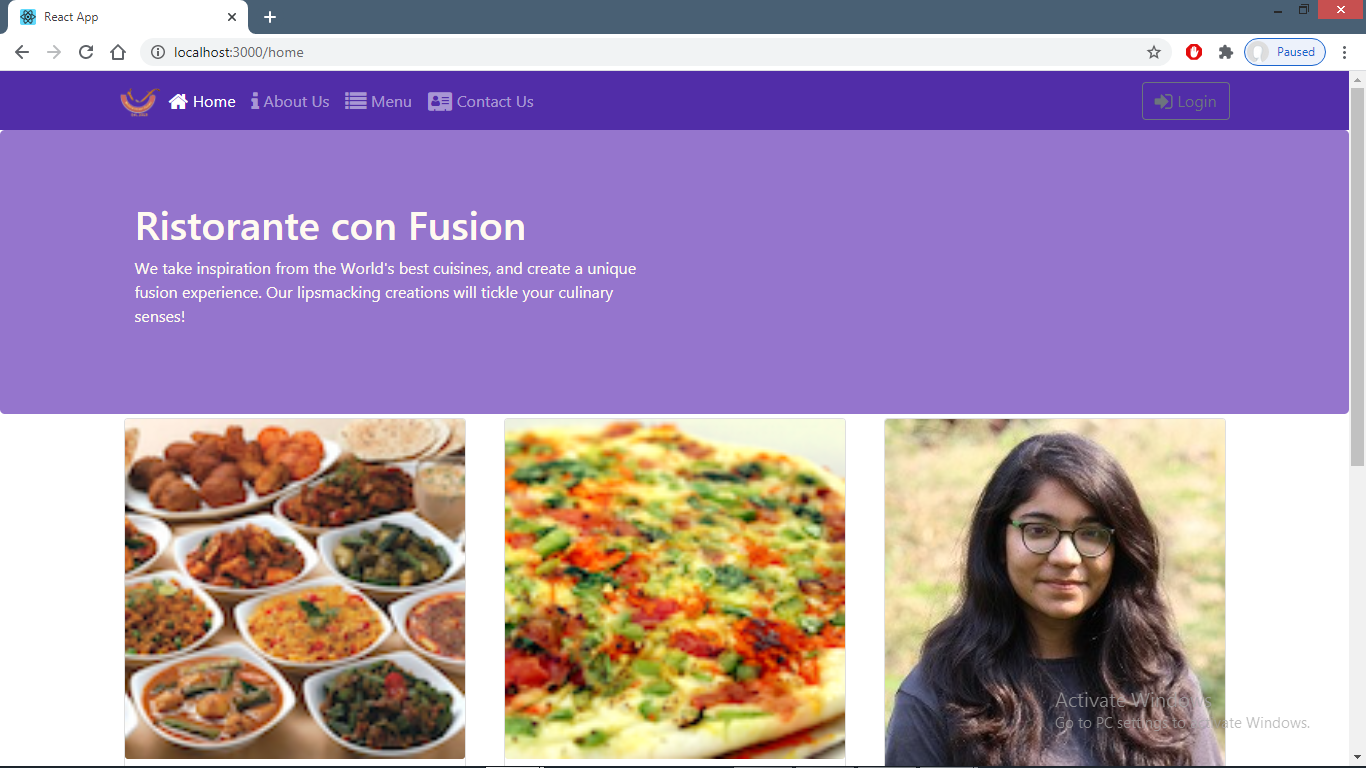 React App
localhost:3000/home
Paused
Home
About Us
Menu
Contact Us
Login
Ristorante con Fusion
We take inspiration from the World's best cuisines, and create a unique
fusion experience. Our lipsmacking creations will tickle your culinary
senses!
Activate Windows
Go to PC settings to activate Windows.